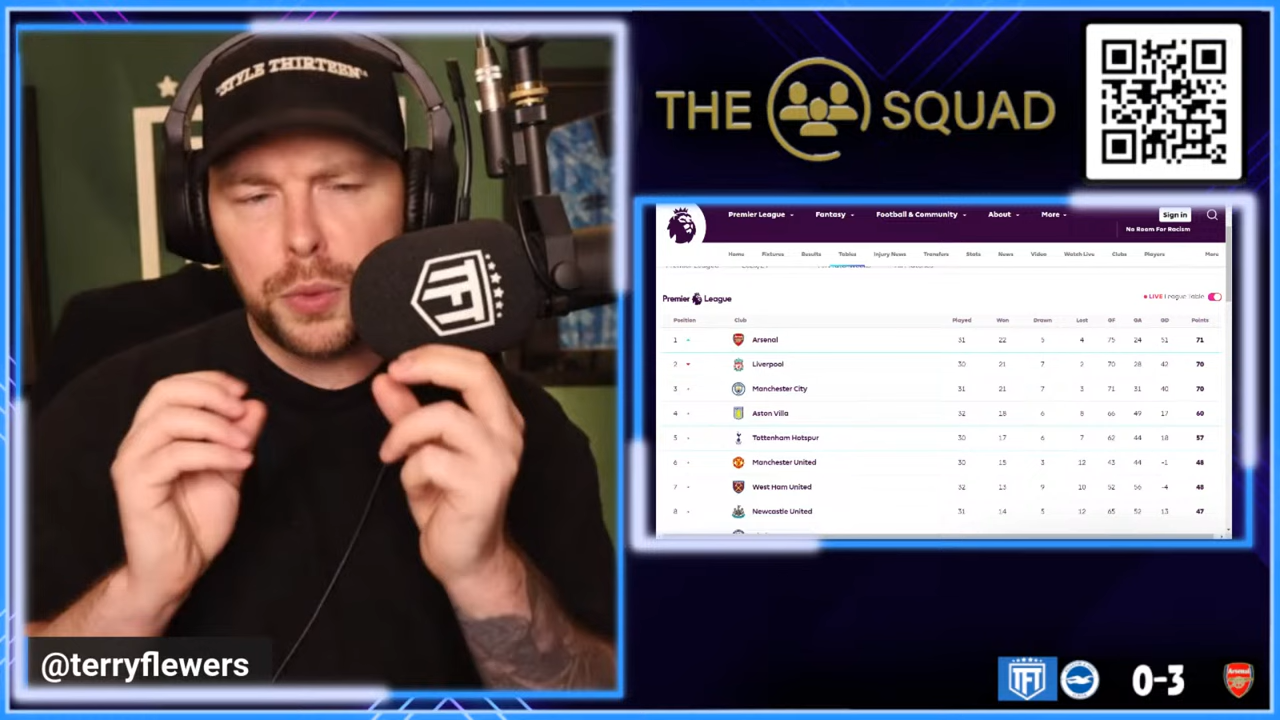 "STYLE THIRTEEN"
TFT
@terryflewers
THE SQUAD
Premier League Fantasy Football & Community About More Sign in
No Room For Racism
Home Fixtures Results Tables Injury News Transfers Stats News Video Watch Live Clubs Players More
Premier League LIVE League Table
Position Club Played Won Drawn Lost GF GA GD Points
1 Arsenal 31 22 5 4 75 24 51 71
2 Liverpool 30 21 7 2 70 28 42 70
3 Manchester City 31 21 7 3 71 31 40 70
4 Aston Villa 32 18 6 8 66 49 17 60
5 Tottenham Hotspur 30 17 6 7 62 44 18 57
6 Manchester United 30 15 3 12 43 44 -1 48
7 West Ham United 32 13 9 10 52 56 -4 48
8 Newcastle United 31 14 5 12 65 52 13 47
TFT 0-3 Arsenal